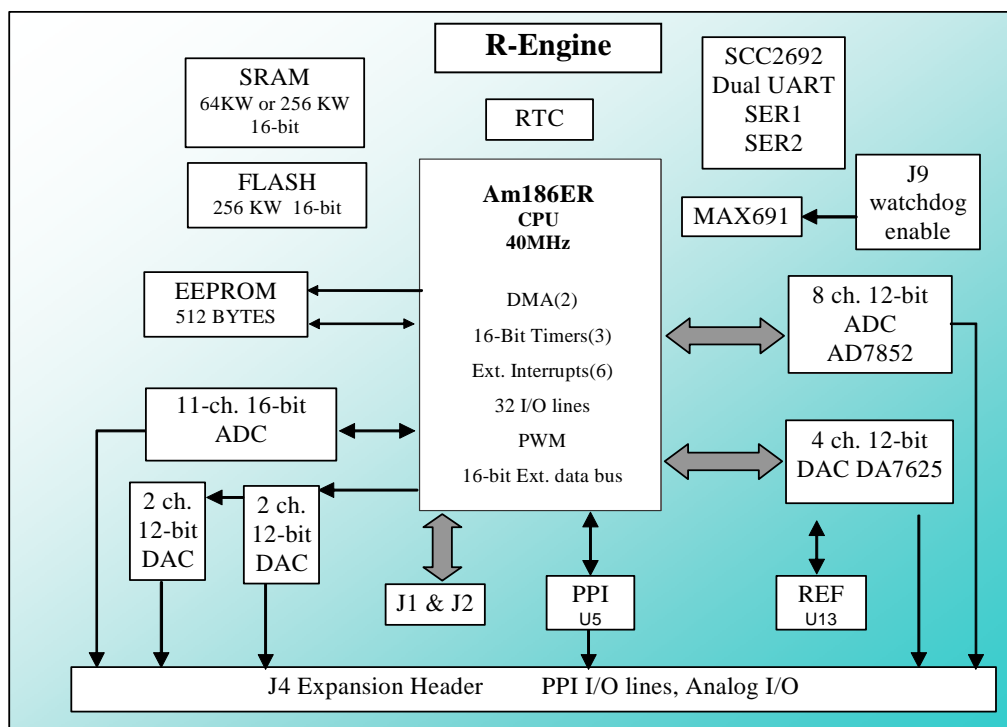 R-Engine
SRAM
64KW or 256 KW
16-bit
RTC
SCC2692
Dual UART
SER1
SER2
FLASH
256 KW 16-bit
Am186ER
CPU
40MHz
DMA(2)
16-Bit Timers(3)
Ext. Interrupts(6)
32 I/O lines
PWM
16-bit Ext. data bus
MAX691
J9
watchdog
enable
EEPROM
512 BYTES
8 ch. 12-bit
ADC
AD7852
11-ch. 16-bit
ADC
4 ch. 12-bit
DAC DA7625
2 ch.
12-bit
DAC
2 ch.
12-bit
DAC
J1 & J2
PPI
U5
REF
U13
J4 Expansion Header PPI I/O lines, Analog I/O